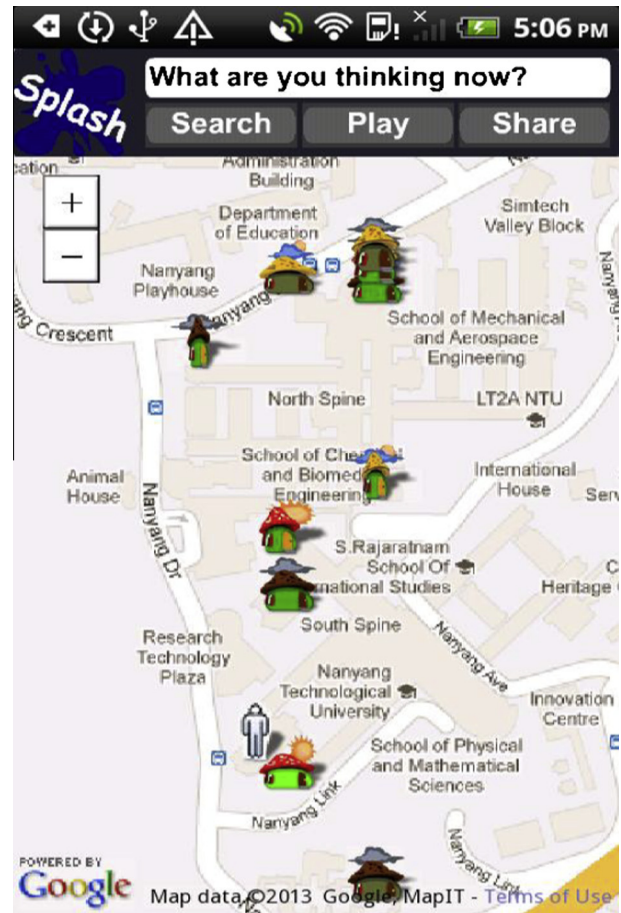 5:06 PM
Splash
What are you thinking now?
Search Play Share
Administration
Building
Department
of Education
Simtech
Valley Block
+
−
Nanyang
Playhouse
Crescent
School of Mechanical
and Aerospace
Engineering
North Spine
LT2A NTU
School of
and
Engineering
International
House
Animal
House
Nanyang Dr
S.Rajaratnam
School Of
South Spine
Heritage
Nanyang Ave
Research
Technology
Plaza
Nanyang
Technological
University
Innovation
Centre
School of Physical
and Mathematical
Sciences
Nanyang Link
Nanyang Link
POWERED BY
Google
Map data ©2013 Google, MapIT - Terms of Use